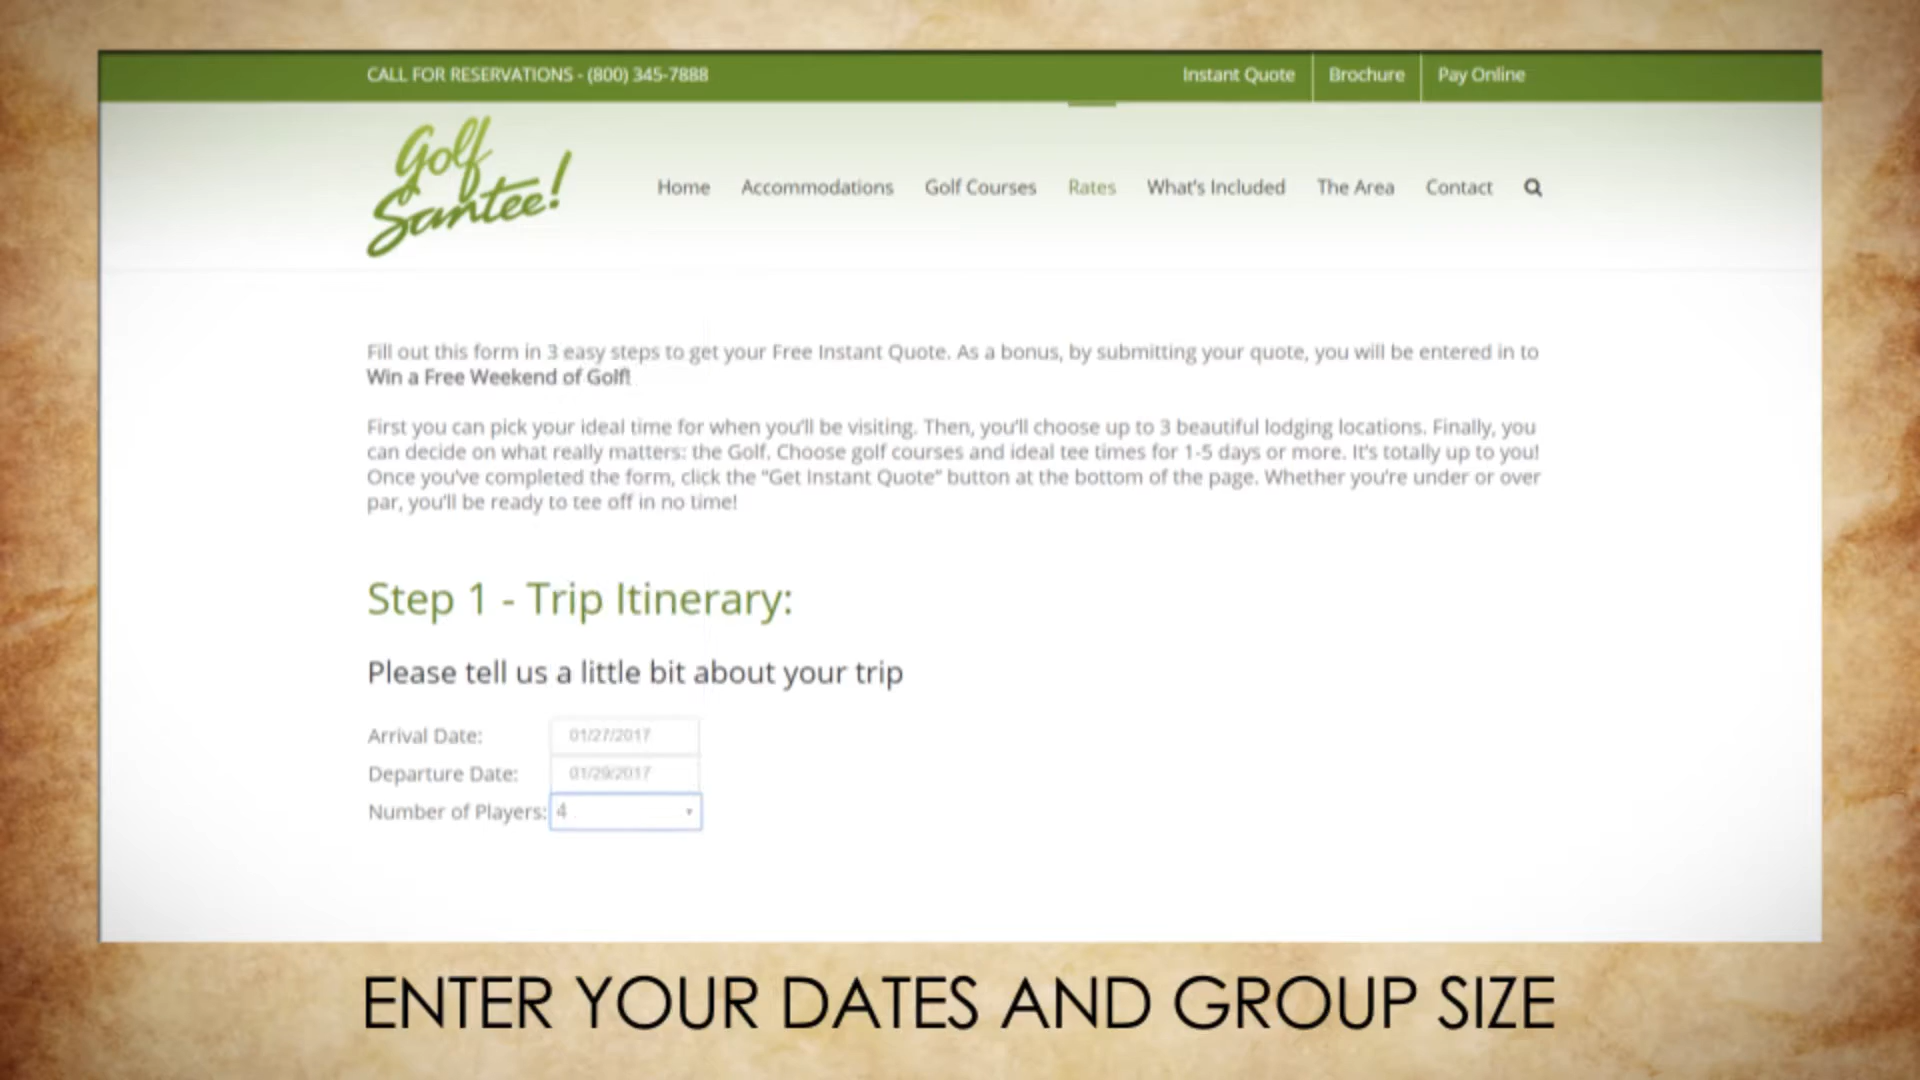 CALL FOR RESERVATIONS - (800) 345-7888
Instant Quote
Brochure
Pay Online
Golf
Santee!
Home
Accommodations
Golf Courses
Rates
What's Included
The Area
Contact
Fill out this form in 3 easy steps to get your Free Instant Quote. As a bonus, by submitting your quote, you will be entered in to
Win a Free Weekend of Golf!
First you can pick your ideal time for when you'll be visiting. Then, you'll choose up to 3 beautiful lodging locations. Finally, you
can decide on what really matters: the Golf. Choose golf courses and ideal tee times for 1-5 days or more. It's totally up to you!
Once you've completed the form, click the "Get Instant Quote" button at the bottom of the page. Whether you're under or over
par, you'll be ready to tee off in no time!
Step 1 - Trip Itinerary:
Please tell us a little bit about your trip
Arrival Date: 01/27/2017
Departure Date: 01/29/2017
Number of Players: 4
ENTER YOUR DATES AND GROUP SIZE